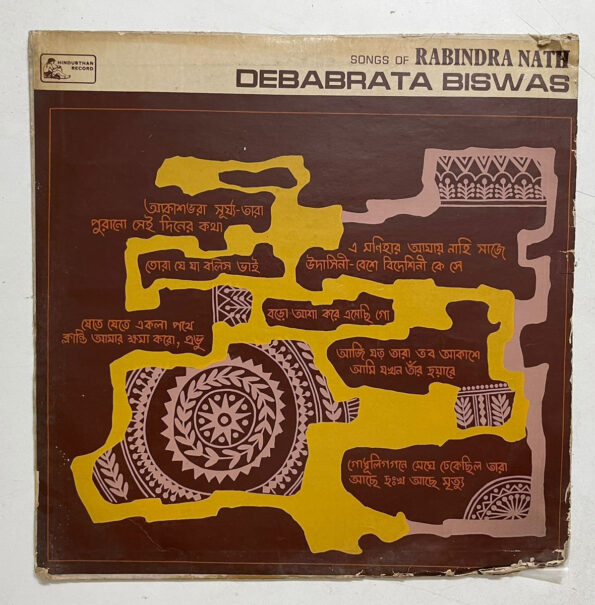 HINDUSTHAN
RECORD
SONGS OF RABINDRA NATH
DEBABRATA BISWAS
আকাশভরা সূর্য্য-তারা
পুরানো সেই দিনের কথা
এ মণিহার আমায় নাহি সাজে
উদাসিনী-বেশে বিদেশিনী কে সে
তোরা যে যা বলিস ভাই
বড়ো আশা করে এসেছি গো
যেতে যেতে একলা পথে
ক্লান্তি আমার ক্ষমা করো, প্রভু
আজি যত তারা তব আকাশে
আমি যখন তাঁর দুয়ারে
গোধূলিগগনে মেঘে ঢেকেছিল তারা
আছে দুঃখ আছে মৃত্যু